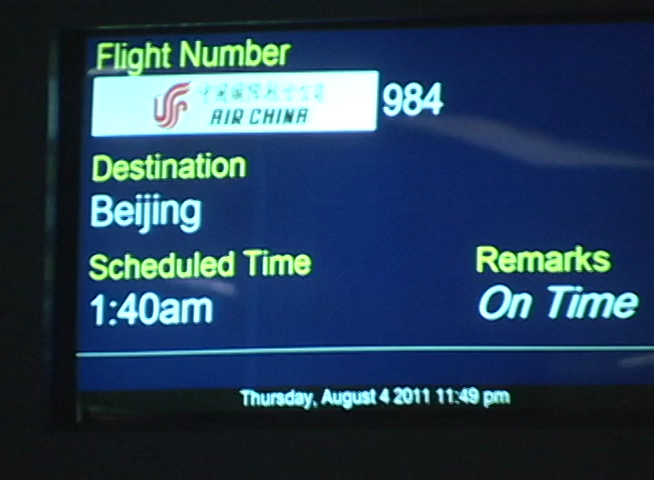 Flight Number
AIR CHINA 984
Destination
Beijing
Scheduled Time
Remarks
1:40am
On Time
Thursday, August 4 2011 11:49 pm